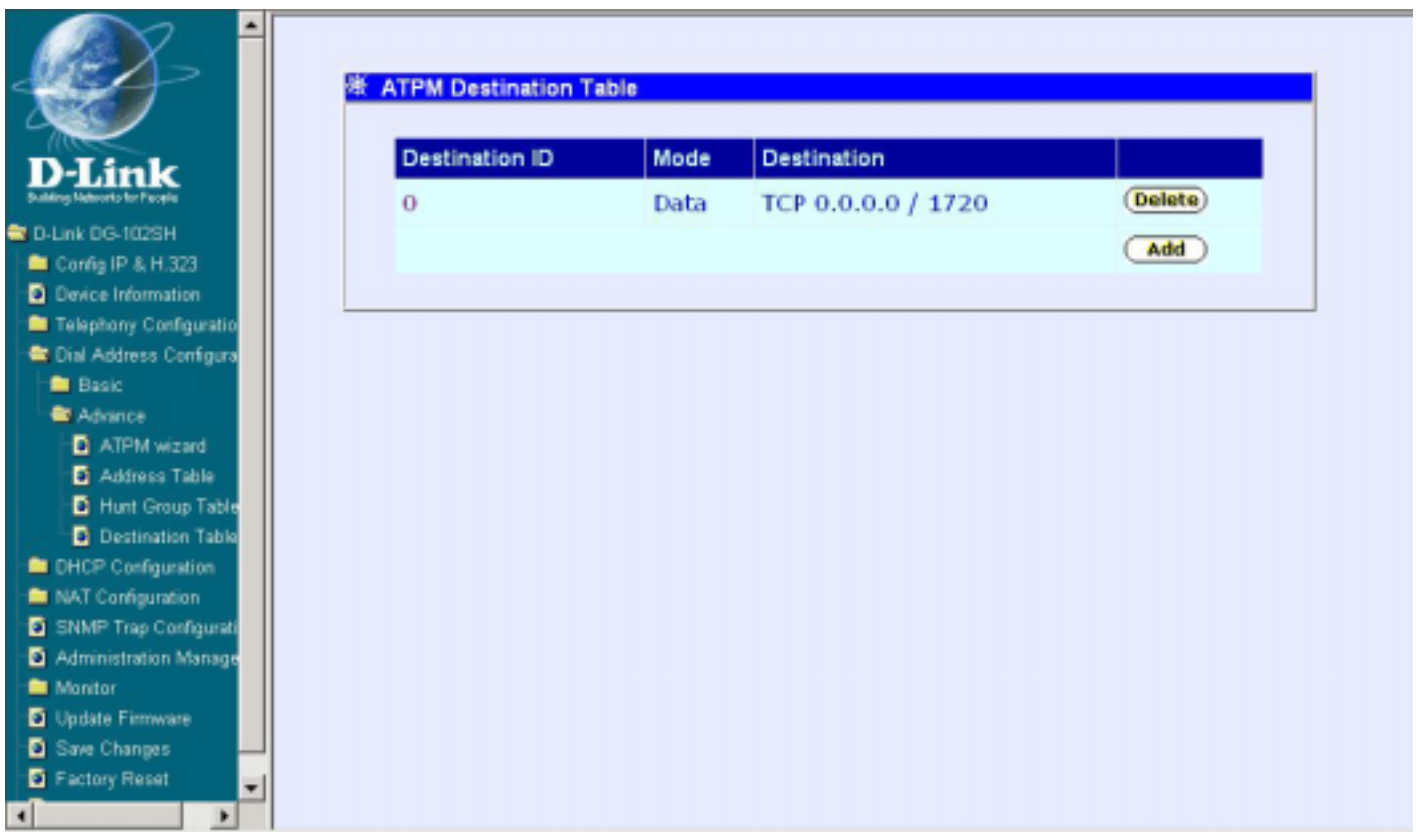 D-Link
Building Networks for People
D-Link DG-102SH
Config IP & H.323
Device Information
Telephony Configuratio
Dial Address Configura
Basic
Advance
ATPM wizard
Address Table
Hunt Group Table
Destination Table
DHCP Configuration
NAT Configuration
SNMP Trap Configurati
Administration Manage
Monitor
Update Firmware
Save Changes
Factory Reset
ATPM Destination Table
Destination ID Mode Destination
0 Data TCP 0.0.0.0 / 1720 Delete
Add